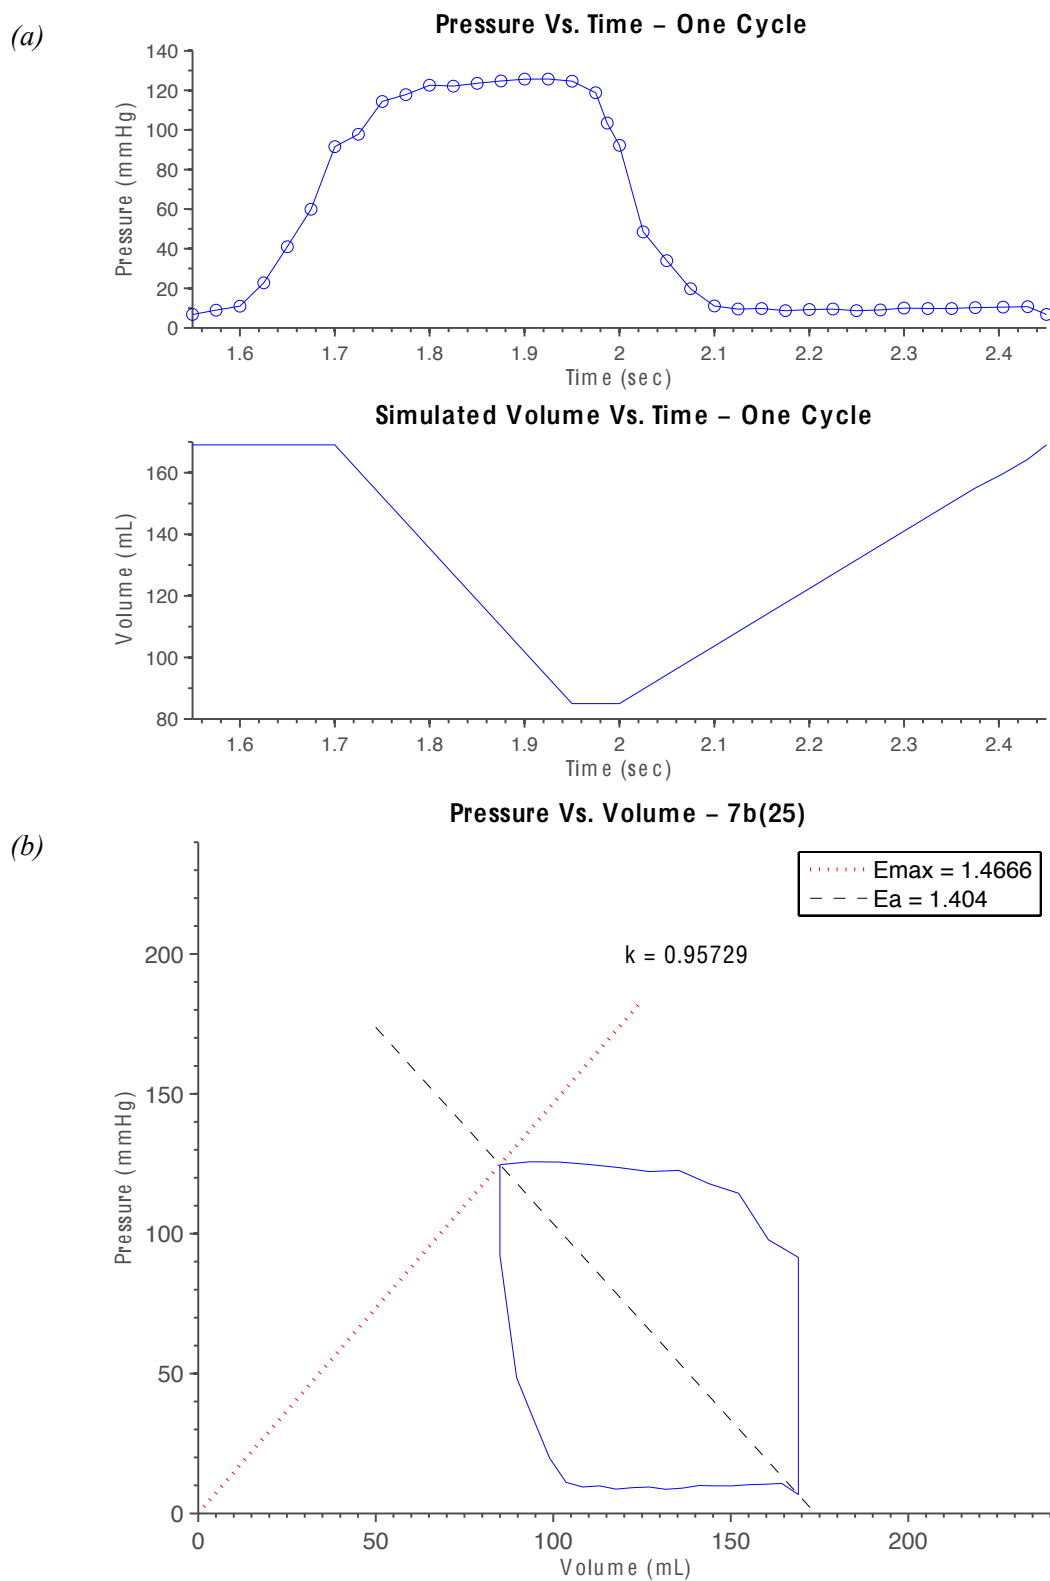 (a)
Pressure Vs. Time – One Cycle
Pressure (mmHg)
140
120
100
80
60
40
20
0
1.6 1.7 1.8 1.9 2 2.1 2.2 2.3 2.4
Time (sec)
Simulated Volume Vs. Time – One Cycle
Volume (mL)
160
140
120
100
80
1.6 1.7 1.8 1.9 2 2.1 2.2 2.3 2.4
Time (sec)
(b)
Pressure Vs. Volume – 7b(25)
Emax = 1.4666
Ea = 1.404
k = 0.95729
Pressure (mmHg)
200
150
100
50
0
0 50 100 150 200
Volume (mL)